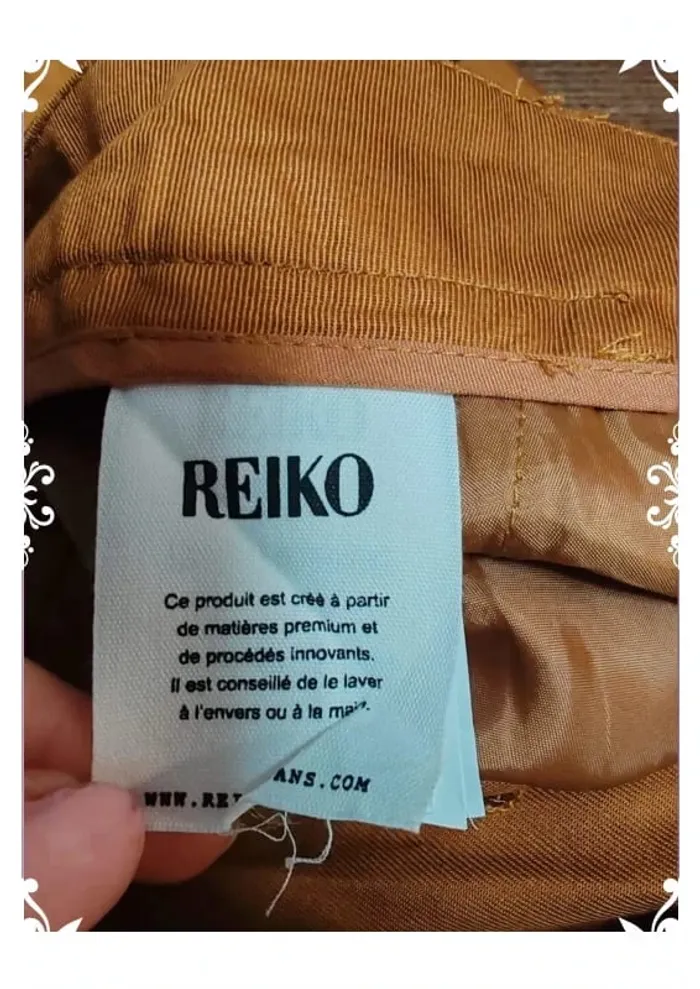 REIKO
Ce produit est créé à partir
de matières premium et
de procédés innovants.
Il est conseillé de le laver
à l'envers ou à la